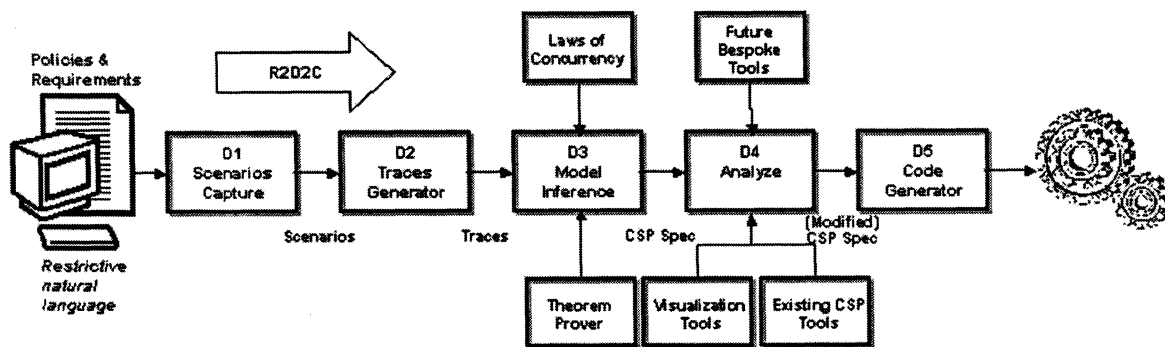 Policies &
Requirements
R2D2C
Laws of
Concurrency
Future
Bespoke
Tools
D1
Scenarios
Capture
D2
Traces
Generator
D3
Model
Inference
D4
Analyze
D5
Code
Generator
Scenarios
Traces
CSP Spec
(Modified)
CSP Spec
Restrictive
natural
language
Theorem
Prover
Visualization
Tools
Existing CSP
Tools